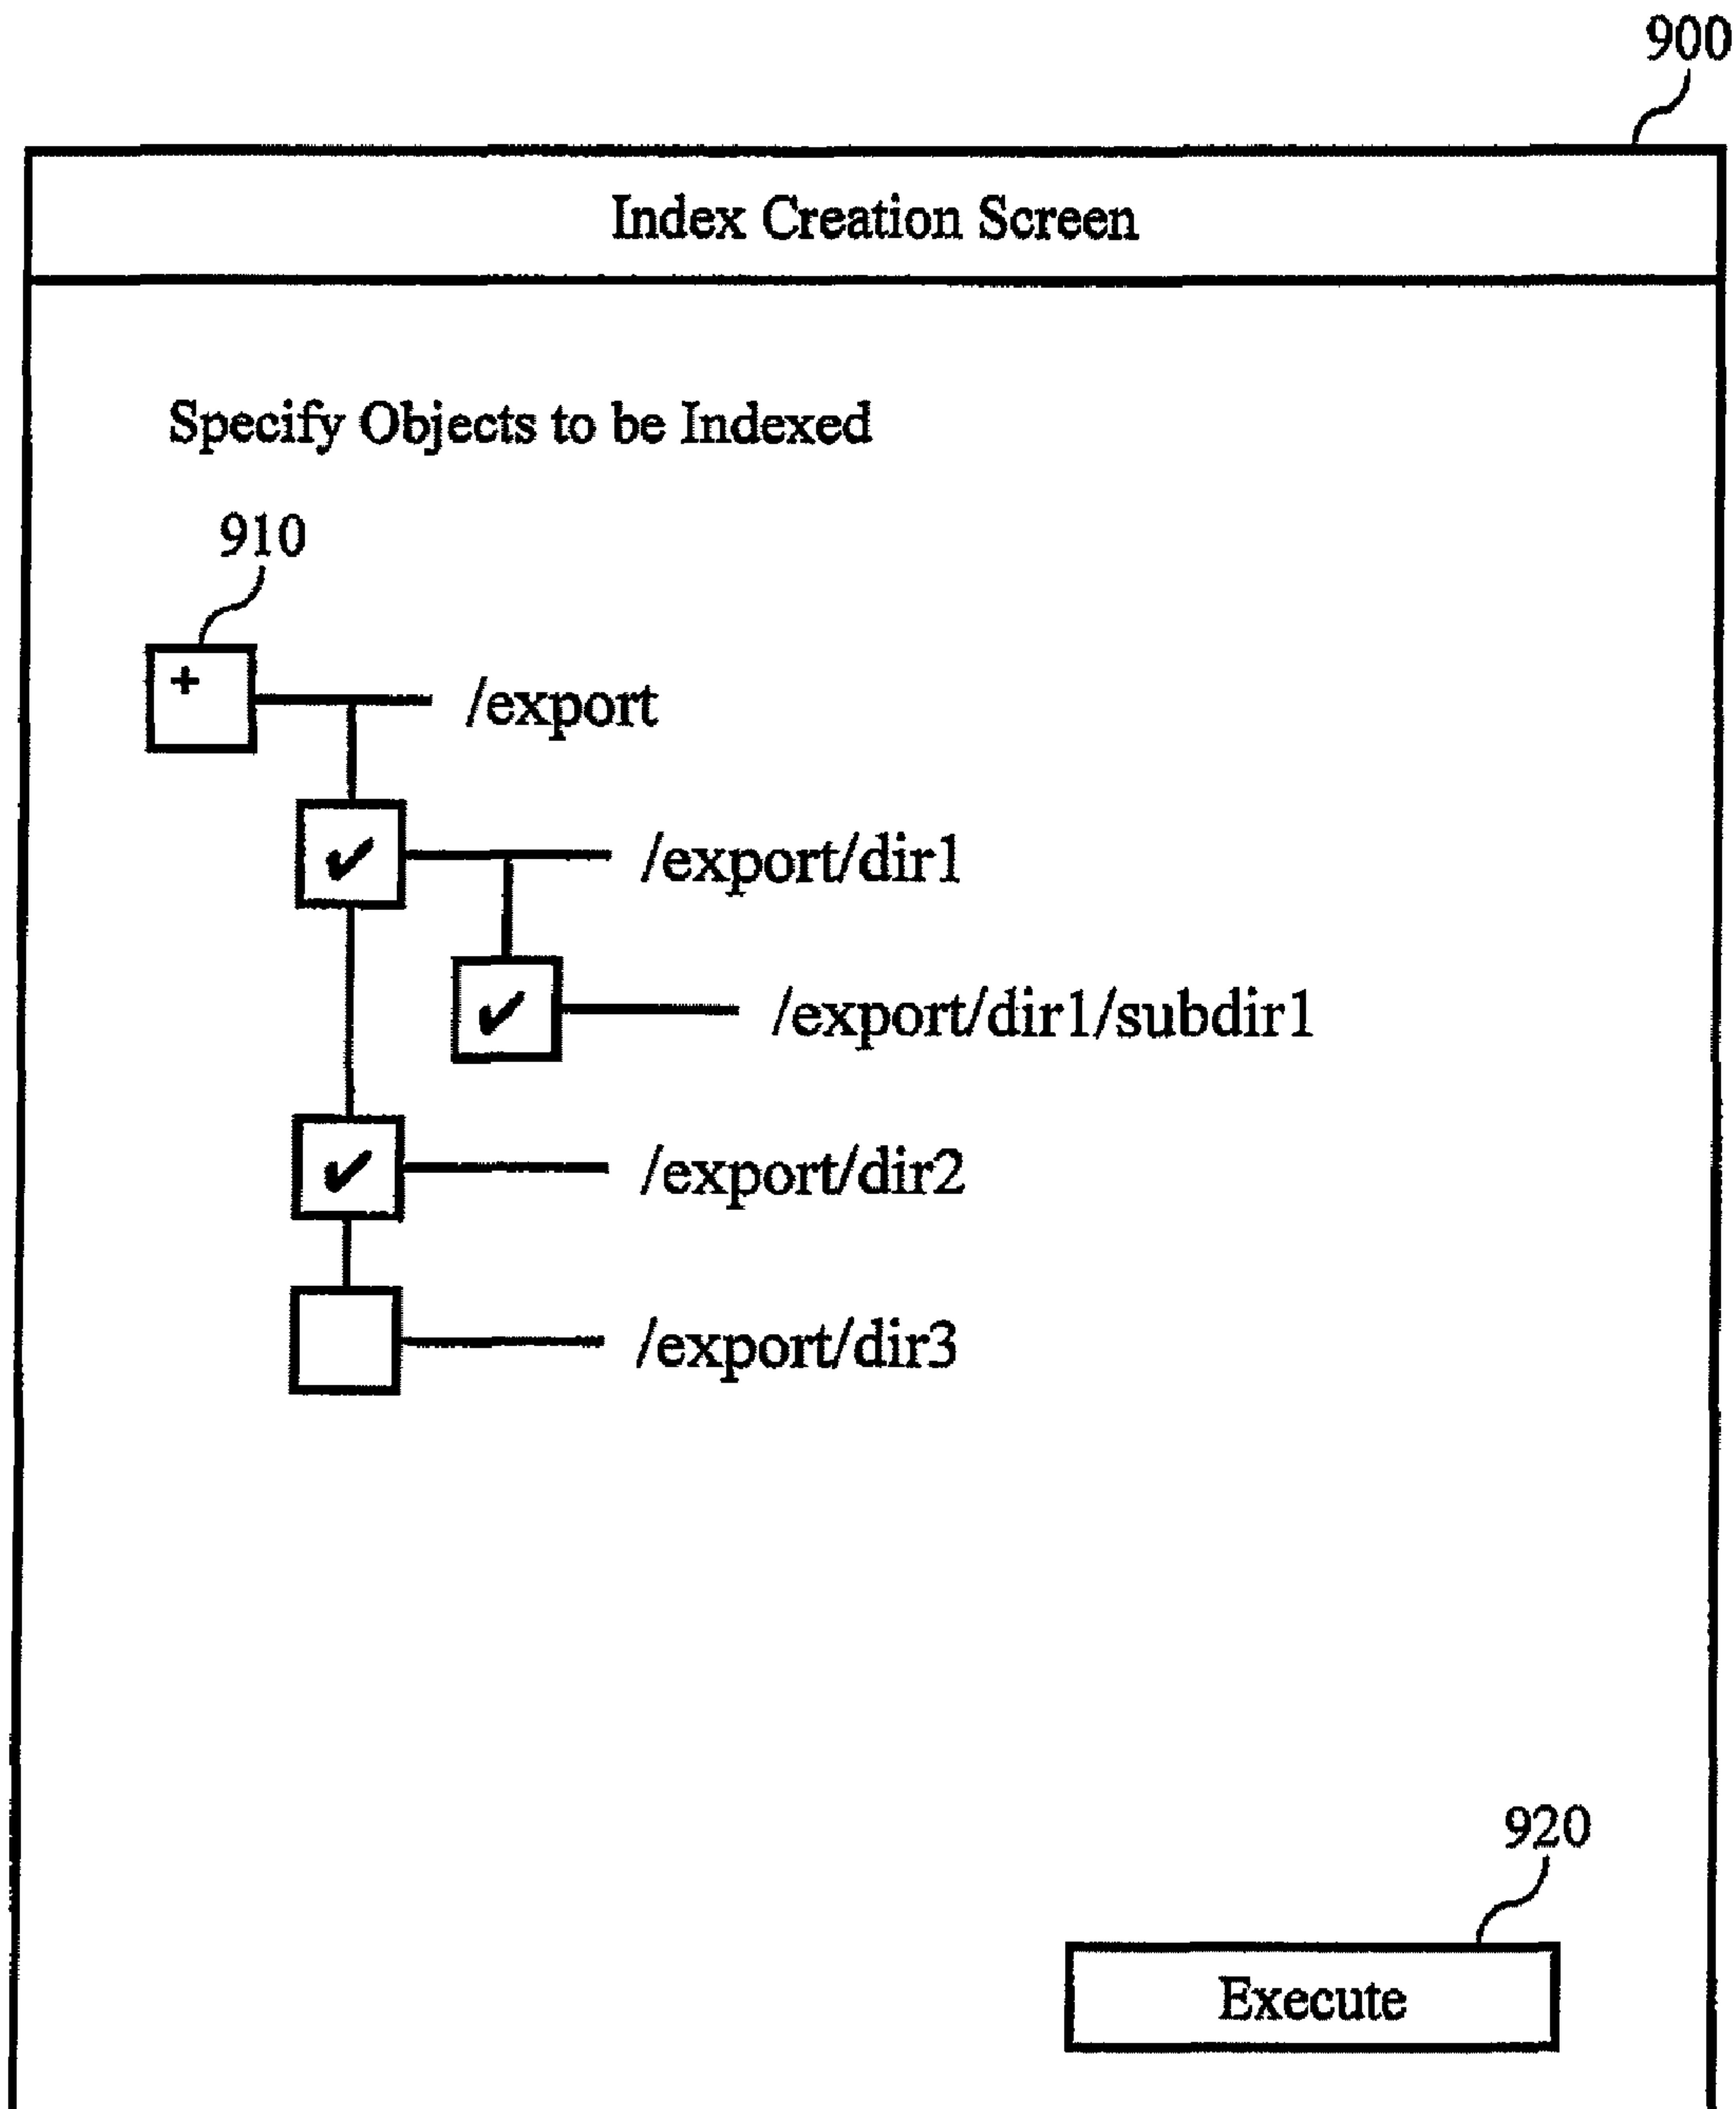 900
Index Creation Screen
Specify Objects to be Indexed
910
+
/export
/export/dir1
/export/dir1/subdir1
/export/dir2
/export/dir3
920
Execute